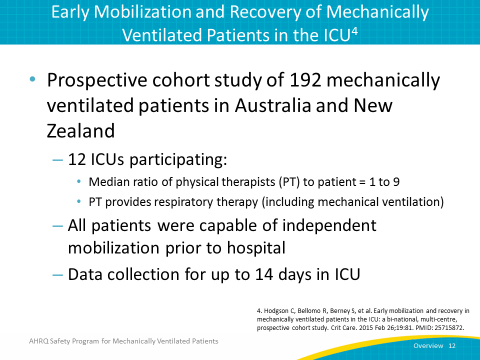 Early Mobilization and Recovery of Mechanically
Ventilated Patients in the ICU4
• Prospective cohort study of 192 mechanically
ventilated patients in Australia and New
Zealand
– 12 ICUs participating:
• Median ratio of physical therapists (PT) to patient = 1 to 9
• PT provides respiratory therapy (including mechanical ventilation)
– All patients were capable of independent
mobilization prior to hospital
– Data collection for up to 14 days in ICU
4. Hodgson C, Bellomo R, Berney S, et al. Early mobilization and recovery in
mechanically ventilated patients in the ICU: a bi-national, multi-centre,
prospective cohort study. Crit Care. 2015 Feb 26;19:81. PMID: 25715872.
AHRQ Safety Program for Mechanically Ventilated Patients
Overview 12